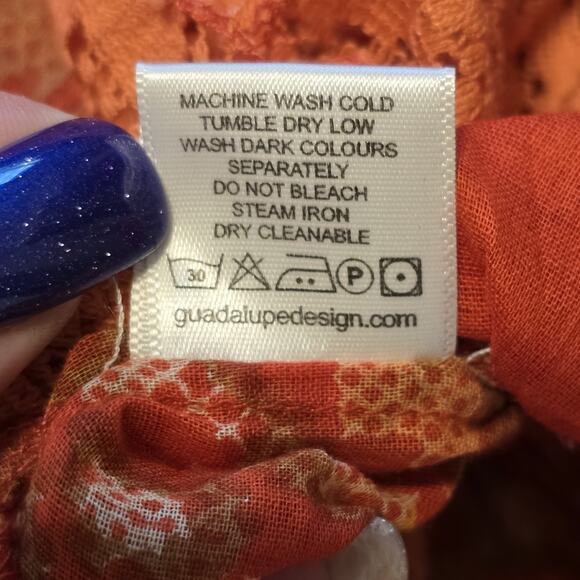 MACHINE WASH COLD
TUMBLE DRY LOW
WASH DARK COLOURS
SEPARATELY
DO NOT BLEACH
STEAM IRON
DRY CLEANABLE
30 P
guadalupedesign.com